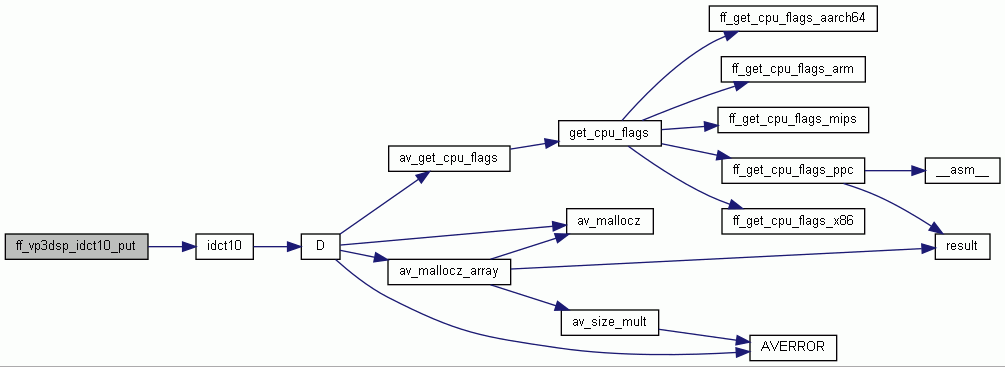 ff_get_cpu_flags_aarch64
ff_get_cpu_flags_arm
ff_get_cpu_flags_mips
get_cpu_flags
av_get_cpu_flags
ff_get_cpu_flags_ppc
__asm__
ff_get_cpu_flags_x86
av_mallocz
ff_vp3dsp_idct10_put
idct10
D
result
av_mallocz_array
av_size_mult
AVERROR